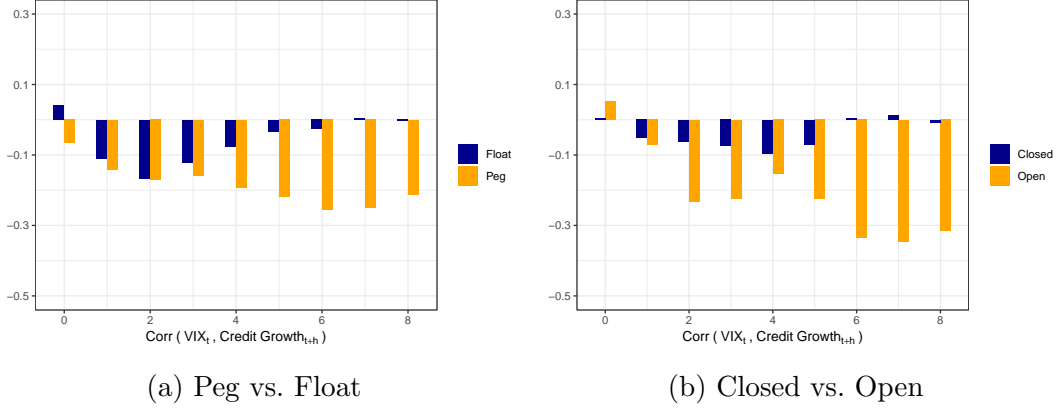 0.3
0.1
−0.1
−0.3
−0.5
0 2 4 6 8
Corr ( VIXt , Credit Growtht+h )
Float
Peg
(a) Peg vs. Float
0.3
0.1
−0.1
−0.3
−0.5
0 2 4 6 8
Corr ( VIXt , Credit Growtht+h )
Closed
Open
(b) Closed vs. Open